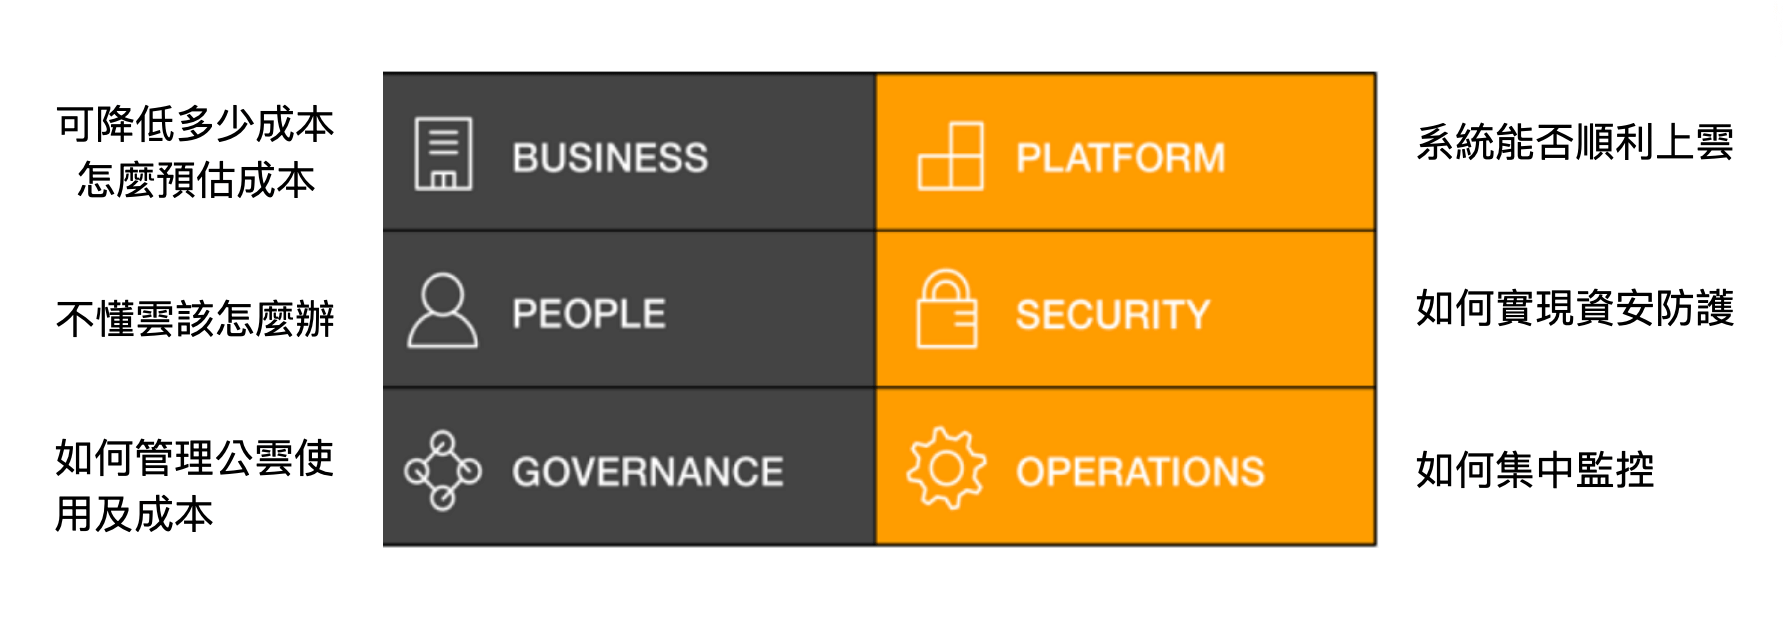 可降低多少成本
怎麼預估成本
BUSINESS
PLATFORM
系統能否順利上雲
不懂雲該怎麼辦
PEOPLE
SECURITY
如何實現資安防護
如何管理公雲使
用及成本
GOVERNANCE
OPERATIONS
如何集中監控